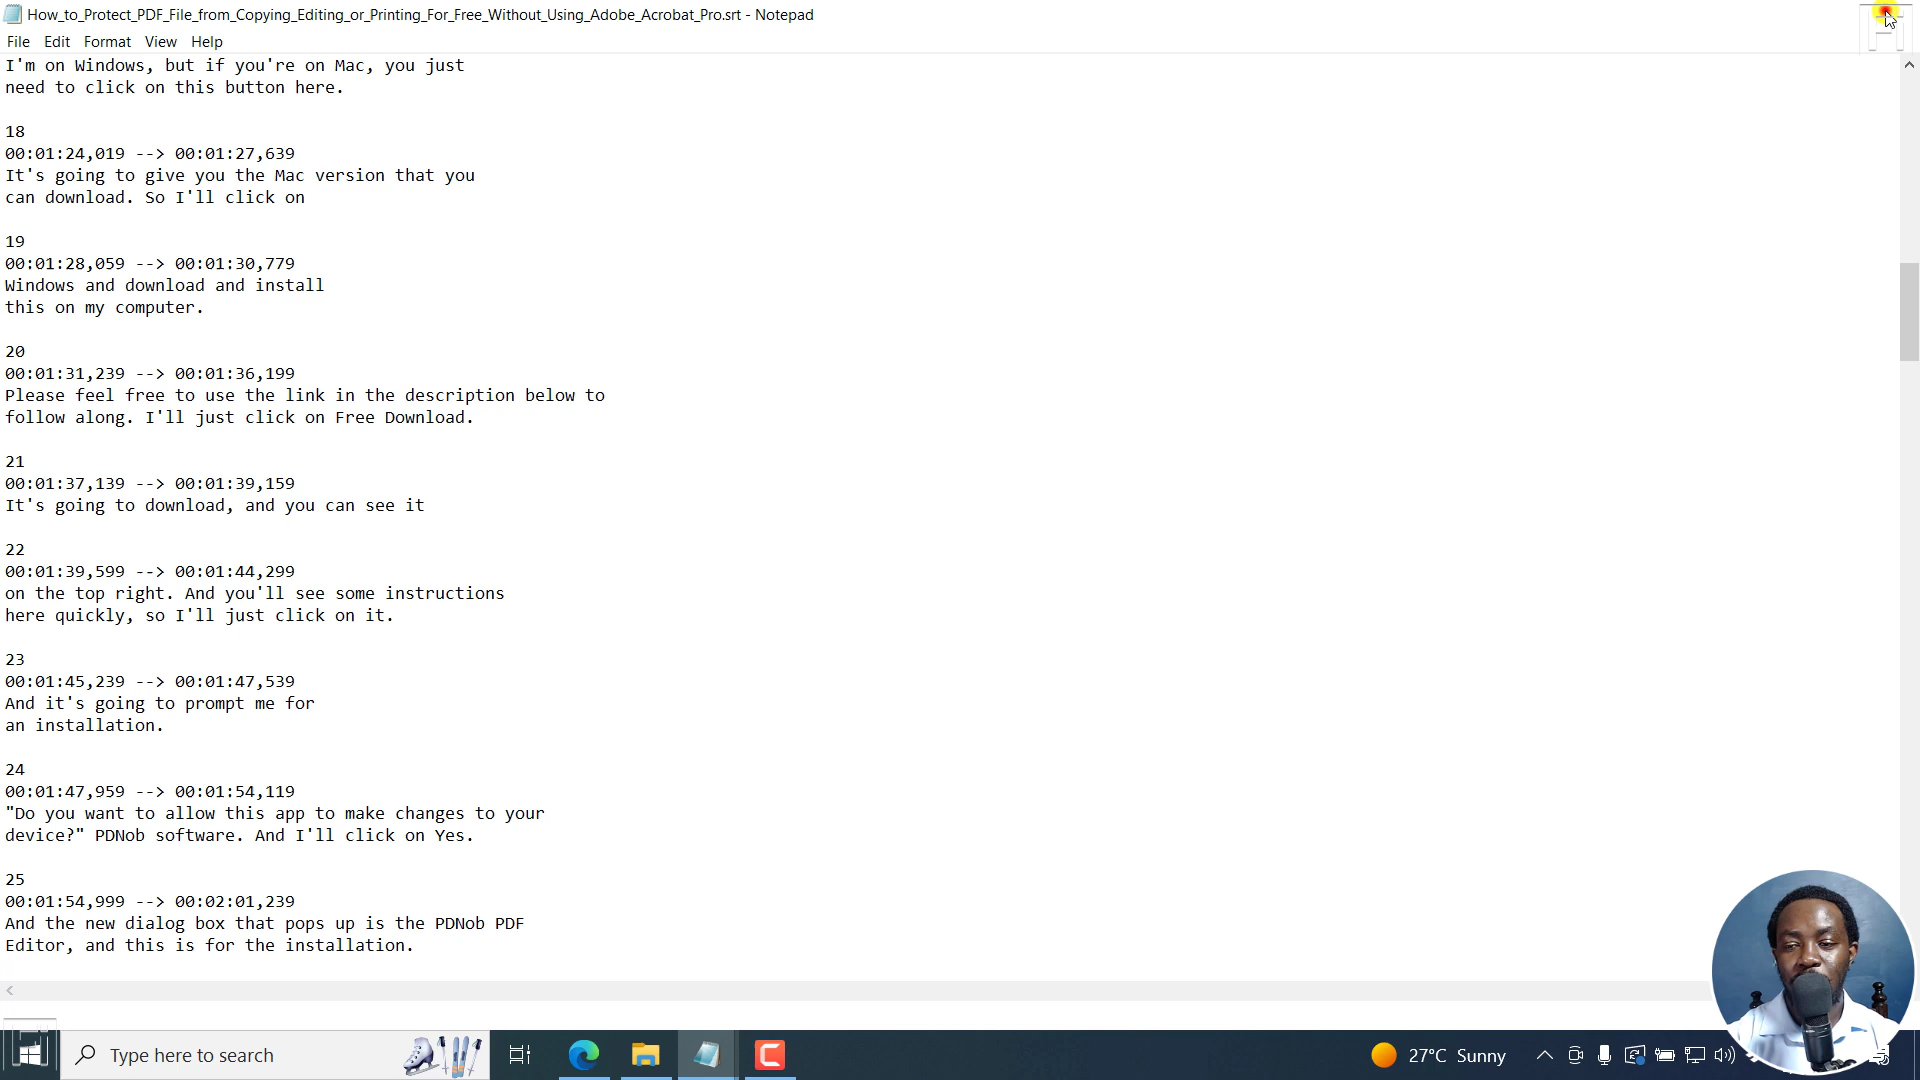 How_to_Protect_PDF_File_from_Copying_Editing_or_Printing_For_Free_Without_Using_Adobe_Acrobat_Pro.srt - Notepad
File Edit Format View Help
I'm on Windows, but if you're on Mac, you just
need to click on this button here.
18
00:01:24,019 --> 00:01:27,639
It's going to give you the Mac version that you
can download. So I'll click on
19
00:01:28,059 --> 00:01:30,779
Windows and download and install
this on my computer.
20
00:01:31,239 --> 00:01:36,199
Please feel free to use the link in the description below to
follow along. I'll just click on Free Download.
21
00:01:37,139 --> 00:01:39,159
It's going to download, and you can see it
22
00:01:39,599 --> 00:01:44,299
on the top right. And you'll see some instructions
here quickly, so I'll just click on it.
23
00:01:45,239 --> 00:01:47,539
And it's going to prompt me for
an installation.
24
00:01:47,959 --> 00:01:54,119
"Do you want to allow this app to make changes to your
device?" PDNob software. And I'll click on Yes.
25
00:01:54,999 --> 00:02:01,239
And the new dialog box that pops up is the PDNob PDF
Editor, and this is for the installation.
Type here to search
27°C Sunny